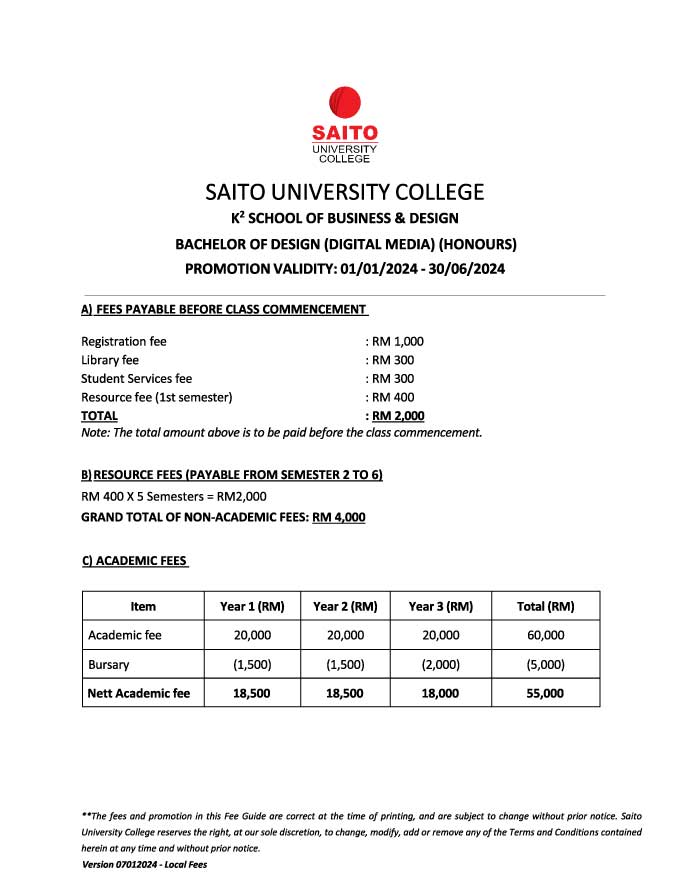 SAITO
UNIVERSITY
COLLEGE
SAITO UNIVERSITY COLLEGE
K² SCHOOL OF BUSINESS & DESIGN
BACHELOR OF DESIGN (DIGITAL MEDIA) (HONOURS)
PROMOTION VALIDITY: 01/01/2024 - 30/06/2024
A) FEES PAYABLE BEFORE CLASS COMMENCEMENT
Registration fee : RM 1,000
Library fee : RM 300
Student Services fee : RM 300
Resource fee (1st semester) : RM 400
TOTAL : RM 2,000
Note: The total amount above is to be paid before the class commencement.
B) RESOURCE FEES (PAYABLE FROM SEMESTER 2 TO 6)
RM 400 X 5 Semesters = RM2,000
GRAND TOTAL OF NON-ACADEMIC FEES: RM 4,000
C) ACADEMIC FEES
Item Year 1 (RM) Year 2 (RM) Year 3 (RM) Total (RM)
Academic fee 20,000 20,000 20,000 60,000
Bursary (1,500) (1,500) (2,000) (5,000)
Nett Academic fee 18,500 18,500 18,000 55,000
**The fees and promotion in this Fee Guide are correct at the time of printing, and are subject to change without prior notice. Saito
University College reserves the right, at our sole discretion, to change, modify, add or remove any of the Terms and Conditions contained
herein at any time and without prior notice.
Version 07012024 - Local Fees